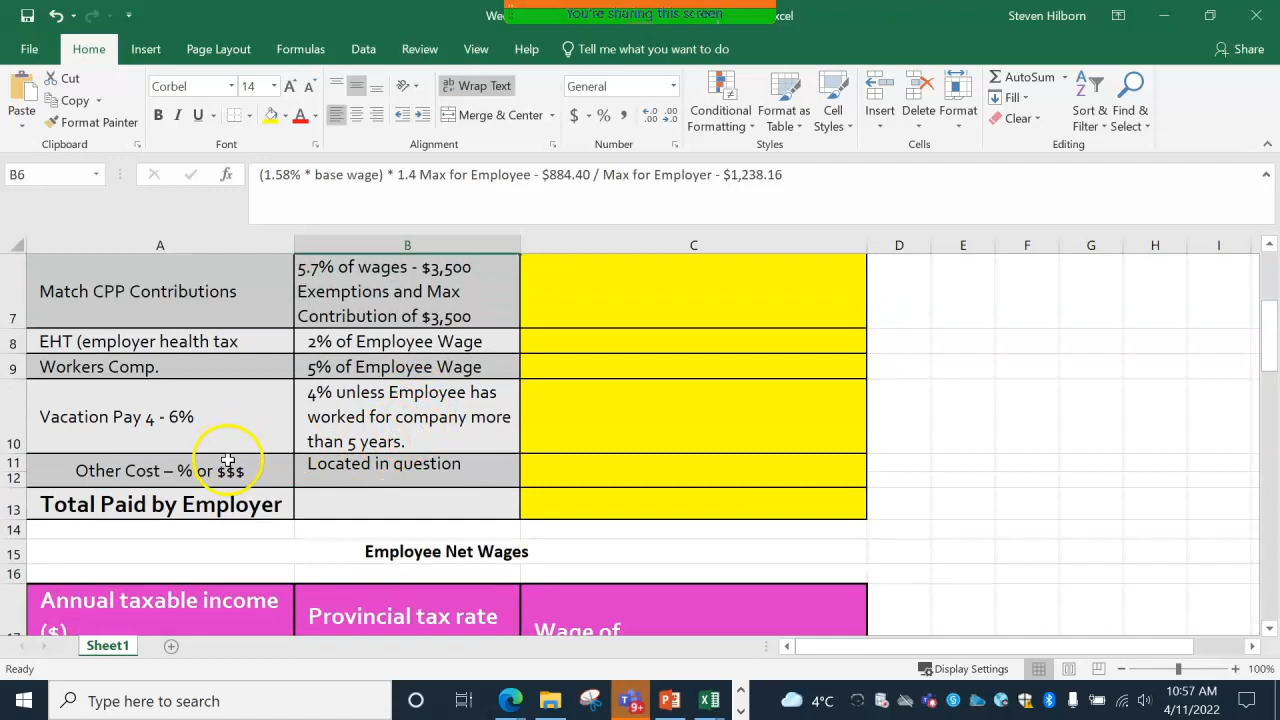 You're sharing this screen
Wee
xcel
Steven Hilborn
File Home Insert Page Layout Formulas Data Review View Help Tell me what you want to do Share
Cut
Copy
Format Painter
Paste
Corbel 14
B I U
Wrap Text
Merge & Center
General
$ % ,
Conditional Formatting
Format as Table
Cell Styles
Insert Delete Format
AutoSum
Fill
Clear
Sort & Filter
Find & Select
Clipboard Font Alignment Number Styles Cells Editing
B6 fx (1.58% * base wage) * 1.4 Max for Employee - $884.40 / Max for Employer - $1,238.16
A B C D E F G H I
7 Match CPP Contributions
5.7% of wages - $3,500
Exemptions and Max
Contribution of $3,500
8 EHT (employer health tax 2% of Employee Wage
9 Workers Comp. 5% of Employee Wage
10 Vacation Pay 4 - 6%
4% unless Employee has
worked for company more
than 5 years.
11 Located in question
12 Other Cost – % or $$$
13 Total Paid by Employer
14
15 Employee Net Wages
16
Annual taxable income
($)
Provincial tax rate
Wage of
Sheet1
Ready Display Settings 100%
Type here to search
9+
4°C
10:57 AM
4/11/2022